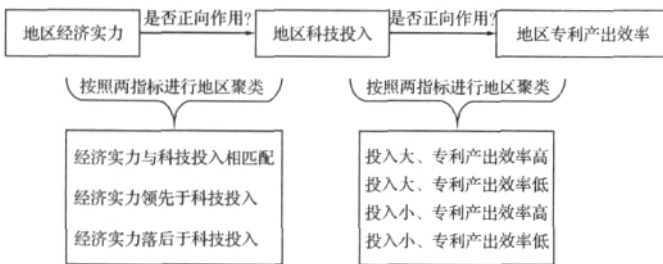 是否正向作用? 是否正向作用?
地区经济实力 地区科技投入 地区专利产出效率
按照两指标进行地区聚类 按照两指标进行地区聚类
经济实力与科技投入相匹配
经济实力领先于科技投入
经济实力落后于科技投入
投入大、专利产出效率高
投入大、专利产出效率低
投入小、专利产出效率高
投入小、专利产出效率低